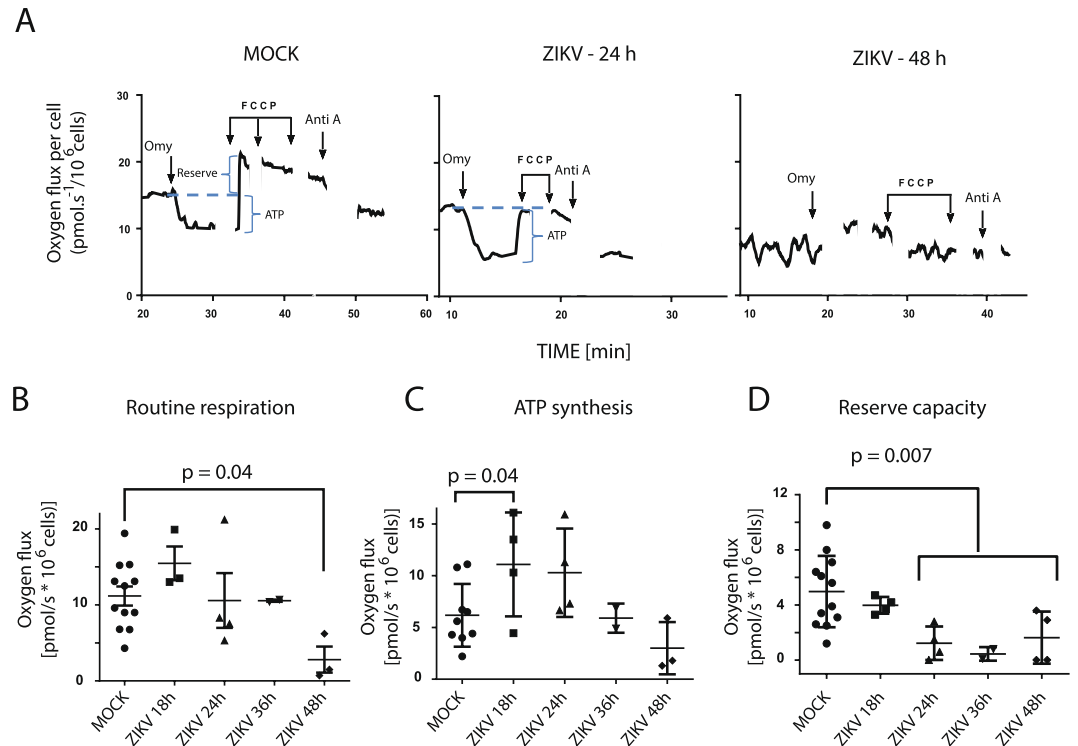 A
MOCK
ZIKV - 24 h
ZIKV - 48 h
Oxygen flux per cell
(pmol.s⁻¹/10⁶ cells)
30
20
10
0
Omy
FCCP
Anti A
Reserve
ATP
20
30
40
50
60
Omy
FCCP
Anti A
ATP
10
20
30
Omy
FCCP
Anti A
10
20
30
40
TIME [min]
B
Routine respiration
p = 0.04
Oxygen flux
[pmol/s * 10⁶ cells)]
20
10
0
MOCK
ZIKV 18h
ZIKV 24h
ZIKV 36h
ZIKV 48h
C
ATP synthesis
p = 0.04
Oxygen flux
[pmol/s * 10⁶ cells)]
15
10
5
0
MOCK
ZIKV 18h
ZIKV 24h
ZIKV 36h
ZIKV 48h
D
Reserve capacity
p = 0.007
Oxygen flux
[pmol/s * 10⁶ cells)]
12
8
4
0
MOCK
ZIKV 18h
ZIKV 24h
ZIKV 36h
ZIKV 48h